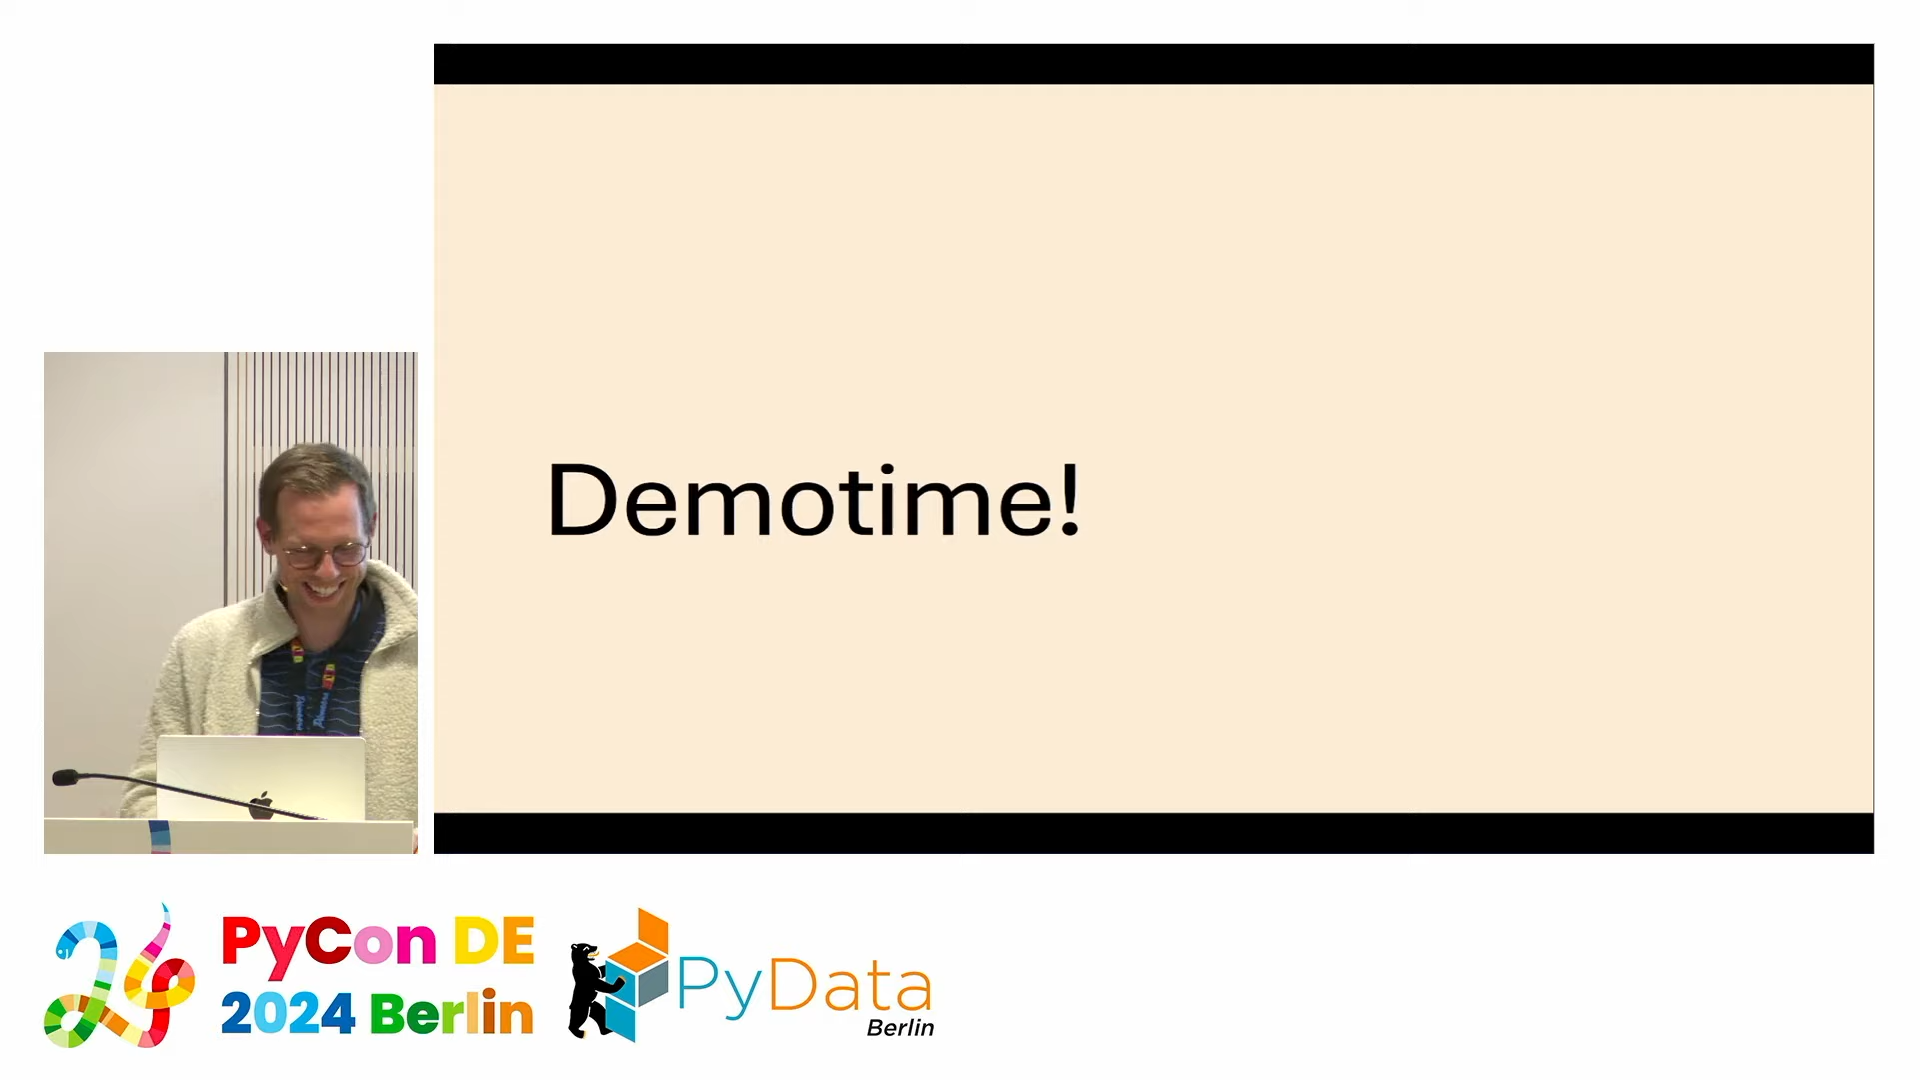 Demotime!
PyCon DE
2024 Berlin
PyData
Berlin